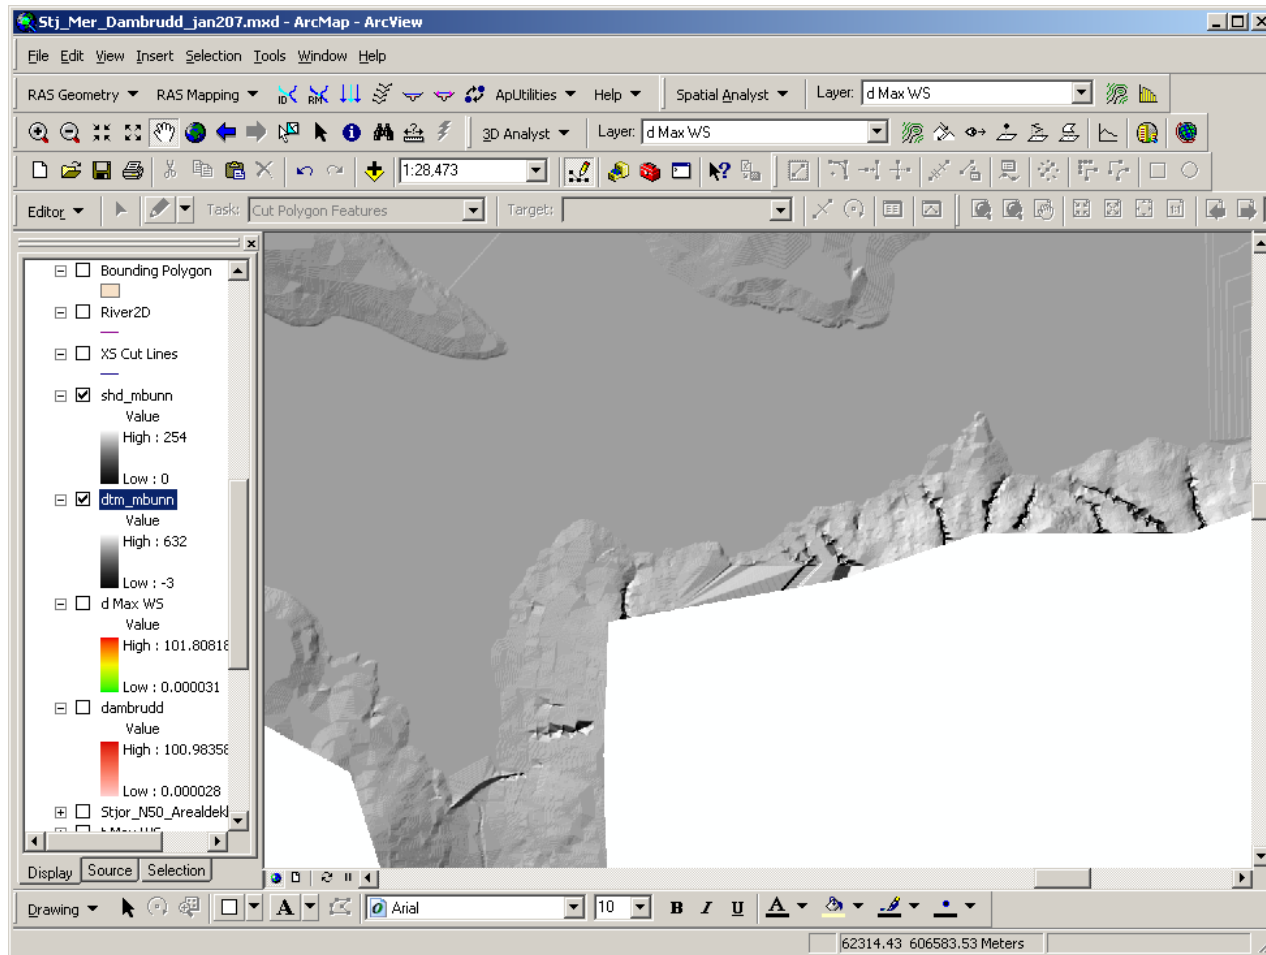 Stj_Mer_Dambrudd_jan207.mxd - ArcMap - ArcView
File Edit View Insert Selection Tools Window Help
RAS Geometry RAS Mapping ID RM ApUtilities Help Spatial Analyst Layer: d Max WS
3D Analyst Layer: d Max WS
1:28,473
Editor Task: Cut Polygon Features Target: 1:1
Bounding Polygon
River2D
XS Cut Lines
shd_mbunn
Value
High : 254
Low : 0
dtm_mbunn
Value
High : 632
Low : -3
d Max WS
Value
High : 101.80818
Low : 0.000031
dambrudd
Value
High : 100.98358
Low : 0.000028
Stjor_N50_Arealdekl
Display Source Selection
Drawing A Arial 10 B I U A
62314.43 606583.53 Meters